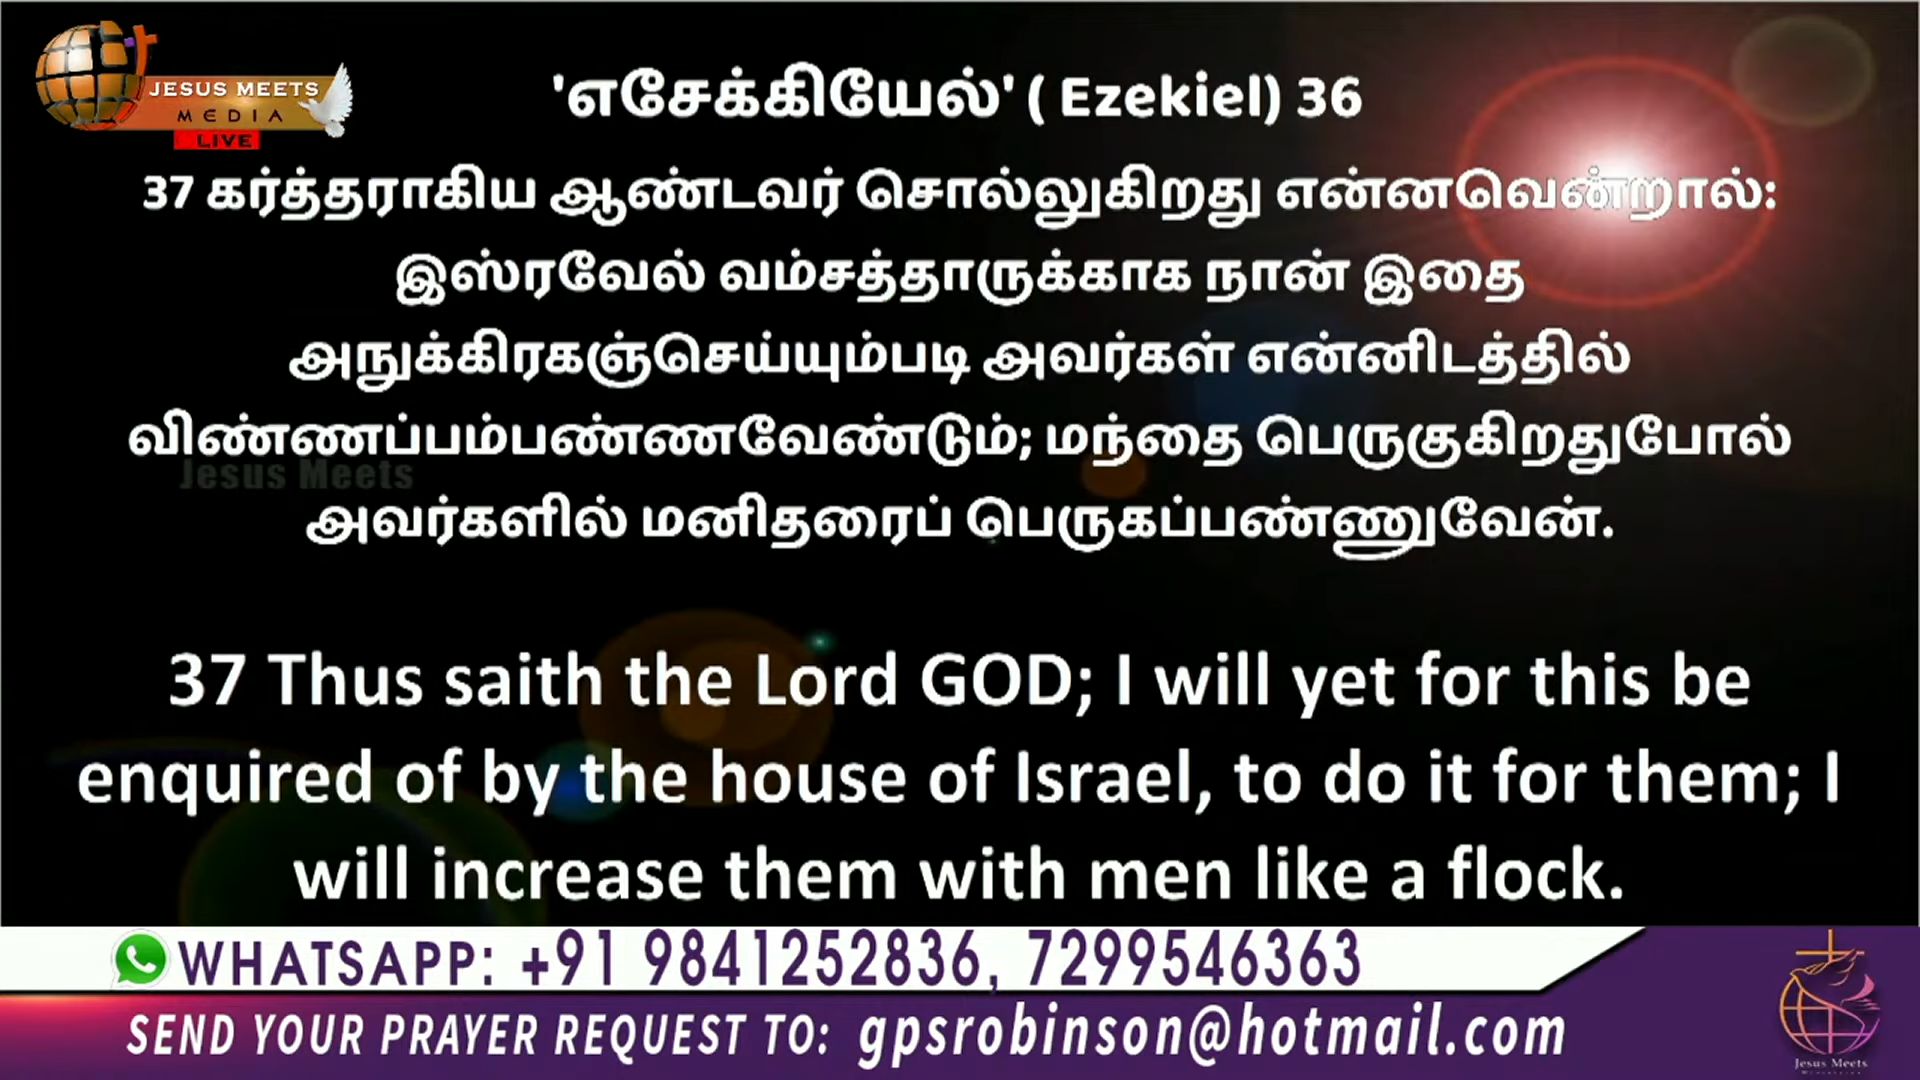 JESUS MEETS
MEDIA
LIVE
'எசேக்கியேல்' ( Ezekiel) 36
37 கர்த்தராகிய ஆண்டவர் சொல்லுகிறது என்னவென்றால்:
இஸ்ரவேல் வம்சத்தாருக்காக நான் இதை
அநுக்கிரகஞ்செய்யும்படி அவர்கள் என்னிடத்தில்
விண்ணப்பம்பண்ணவேண்டும்; மந்தை பெருகுகிறதுபோல்
Jesus Meets
அவர்களில் மனிதரைப் பெருகப்பண்ணுவேன்.
37 Thus saith the Lord GOD; I will yet for this be
enquired of by the house of Israel, to do it for them; I
will increase them with men like a flock.
WHATSAPP: +91 9841252836, 7299546363
SEND YOUR PRAYER REQUEST TO: gpsrobinson@hotmail.com
Jesus Meets